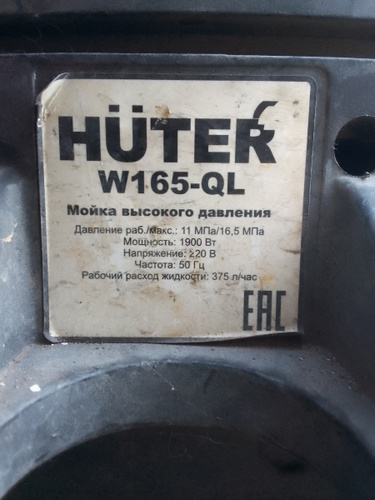 HÜTER
W165-QL
Мойка высокого давления
Давление раб./макс.: 11 МПа/16,5 МПа
Мощность: 1900 Вт
Напряжение: 220 В
Частота: 50 Гц
Рабочий расход жидкости: 375 л/час
EAC